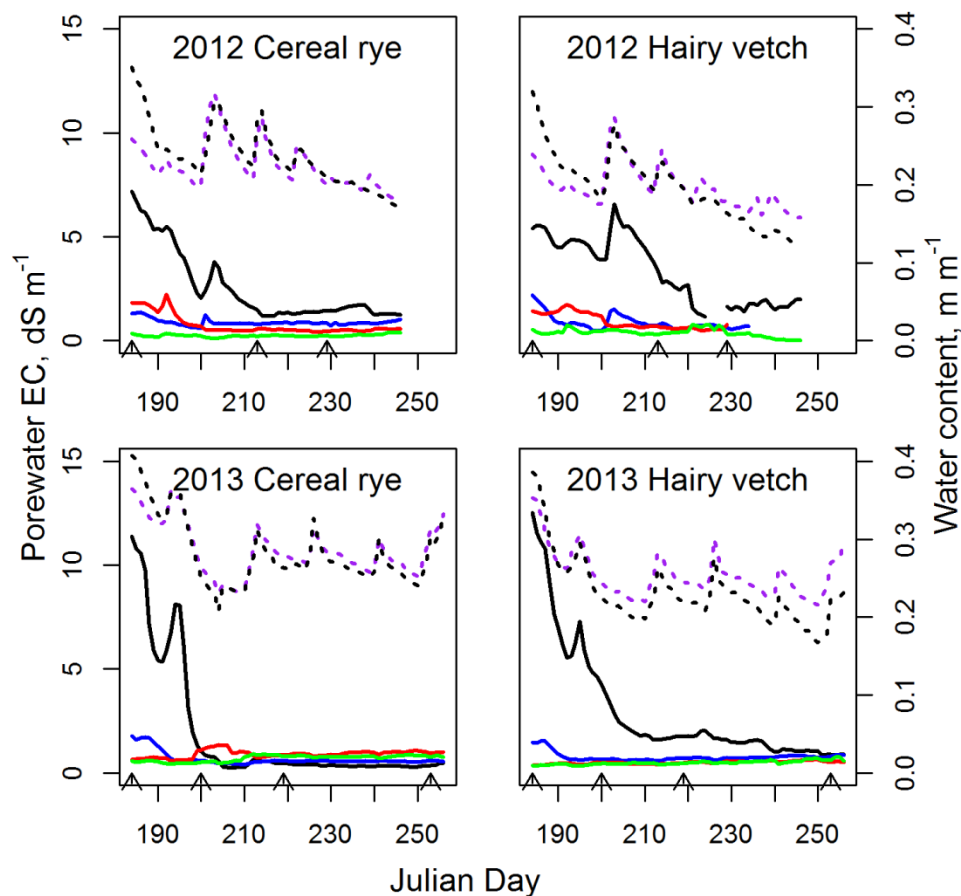 2012 Cereal rye
2012 Hairy vetch
15
10
5
0
0.4
0.3
0.2
0.1
0.0
190 210 230 250
190 210 230 250
2013 Cereal rye
2013 Hairy vetch
15
10
5
0
0.4
0.3
0.2
0.1
0.0
190 210 230 250
190 210 230 250
Porewater EC, dS m⁻¹
Water content, m m⁻¹
Julian Day